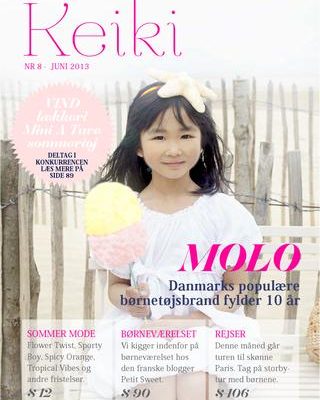 Keiki
NR 8 - JUNI 2013
VIND
lækkert
Mini A Ture
sommertøj
DELTAG I
KONKURRENCEN
LÆS MERE PÅ
SIDE 89
MOLO
Danmarks populære
børnetøjsbrand fylder 10 år
SOMMER MODE
Flower Twist, Sporty
Boy, Spicy Orange,
Tropical Vibes og
andre fristelser.
S 12
BØRNEVÆRELSET
Vi kigger indenfor på
børneværelset hos
den franske blogger
Petit Sweet.
S 90
REJSER
Denne måned går
turen til skønne
Paris. Tag på storby-
tur med børnene.
S 106